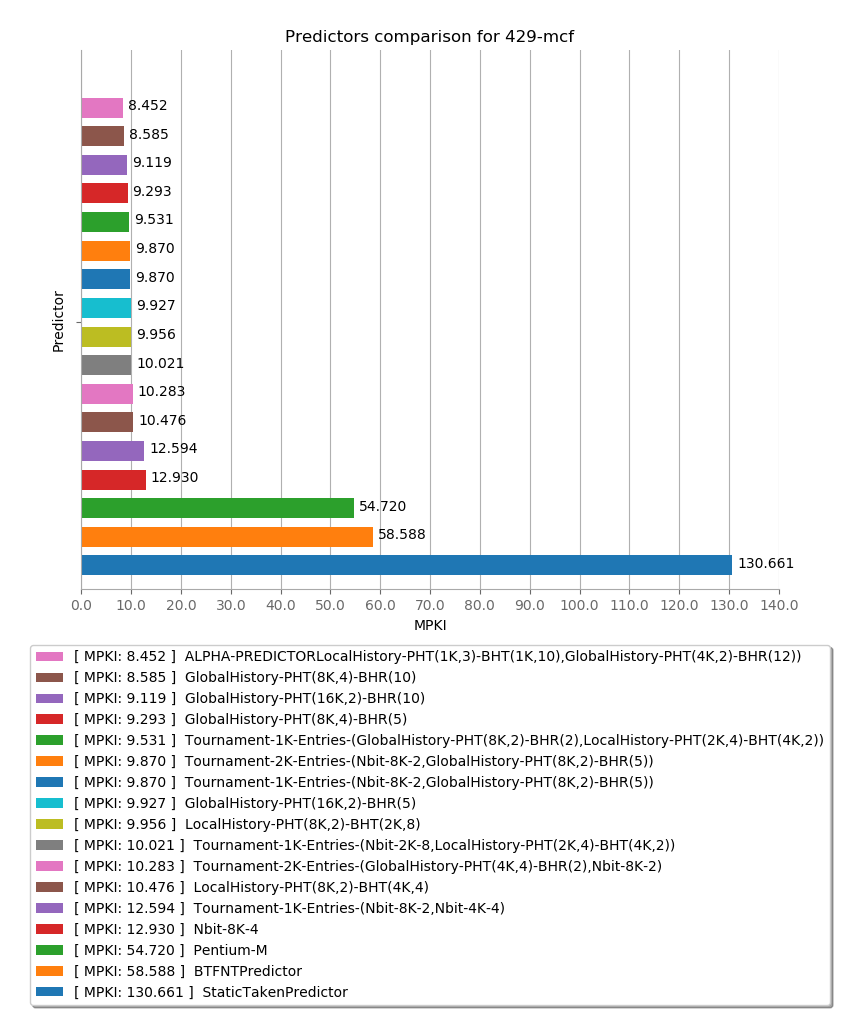 Predictors comparison for 429-mcf
8.452
8.585
9.119
9.293
9.531
9.870
9.870
9.927
9.956
10.021
10.283
10.476
12.594
12.930
54.720
58.588
130.661
Predictor
0.0 10.0 20.0 30.0 40.0 50.0 60.0 70.0 80.0 90.0 100.0 110.0 120.0 130.0 140.0
MPKI
[ MPKI: 8.452 ] ALPHA-PREDICTORLocalHistory-PHT(1K,3)-BHT(1K,10),GlobalHistory-PHT(4K,2)-BHR(12))
[ MPKI: 8.585 ] GlobalHistory-PHT(8K,4)-BHR(10)
[ MPKI: 9.119 ] GlobalHistory-PHT(16K,2)-BHR(10)
[ MPKI: 9.293 ] GlobalHistory-PHT(8K,4)-BHR(5)
[ MPKI: 9.531 ] Tournament-1K-Entries-(GlobalHistory-PHT(8K,2)-BHR(2),LocalHistory-PHT(2K,4)-BHT(4K,2))
[ MPKI: 9.870 ] Tournament-2K-Entries-(Nbit-8K-2,GlobalHistory-PHT(8K,2)-BHR(5))
[ MPKI: 9.870 ] Tournament-1K-Entries-(Nbit-8K-2,GlobalHistory-PHT(8K,2)-BHR(5))
[ MPKI: 9.927 ] GlobalHistory-PHT(16K,2)-BHR(5)
[ MPKI: 9.956 ] LocalHistory-PHT(8K,2)-BHT(2K,8)
[ MPKI: 10.021 ] Tournament-1K-Entries-(Nbit-2K-8,LocalHistory-PHT(2K,4)-BHT(4K,2))
[ MPKI: 10.283 ] Tournament-2K-Entries-(GlobalHistory-PHT(4K,4)-BHR(2),Nbit-8K-2)
[ MPKI: 10.476 ] LocalHistory-PHT(8K,2)-BHT(4K,4)
[ MPKI: 12.594 ] Tournament-1K-Entries-(Nbit-8K-2,Nbit-4K-4)
[ MPKI: 12.930 ] Nbit-8K-4
[ MPKI: 54.720 ] Pentium-M
[ MPKI: 58.588 ] BTFNTPredictor
[ MPKI: 130.661 ] StaticTakenPredictor